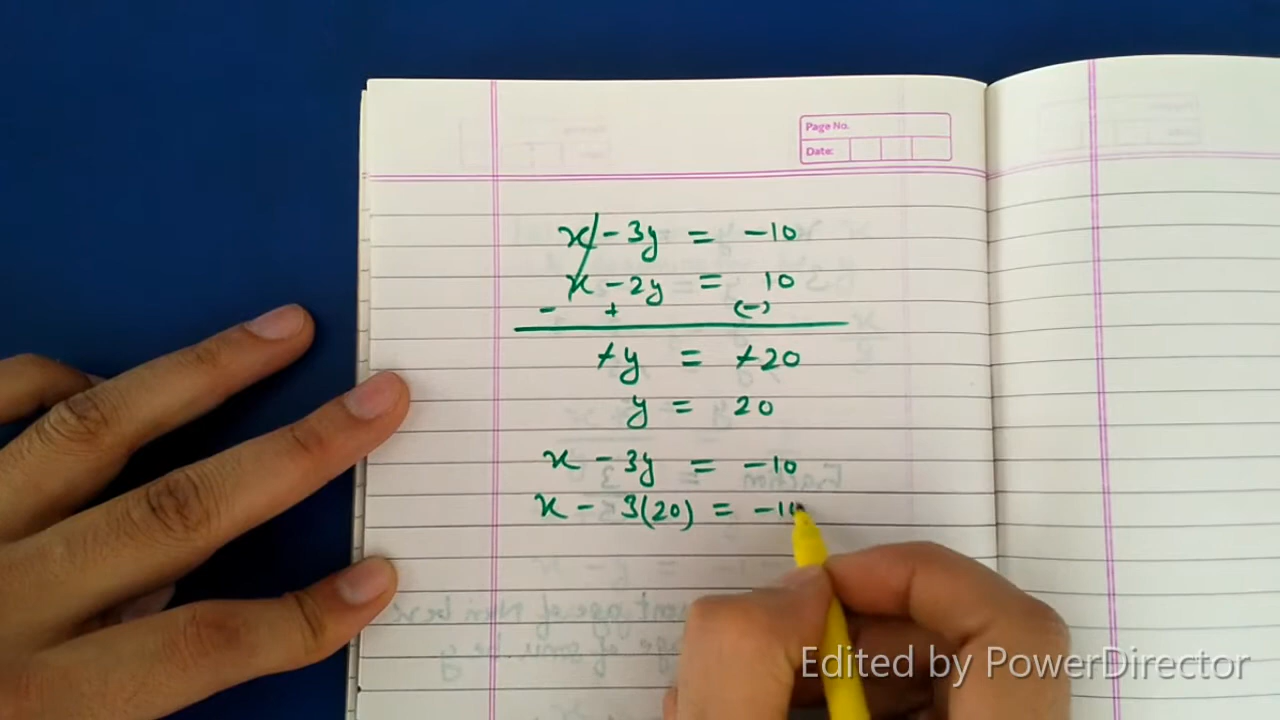 Page No.
Date:
x - 3y = -10
x - 2y = 10
- + (-)
+y = +20
y = 20
x - 3y = -10
x - 3(20) = -10
Edited by PowerDirector